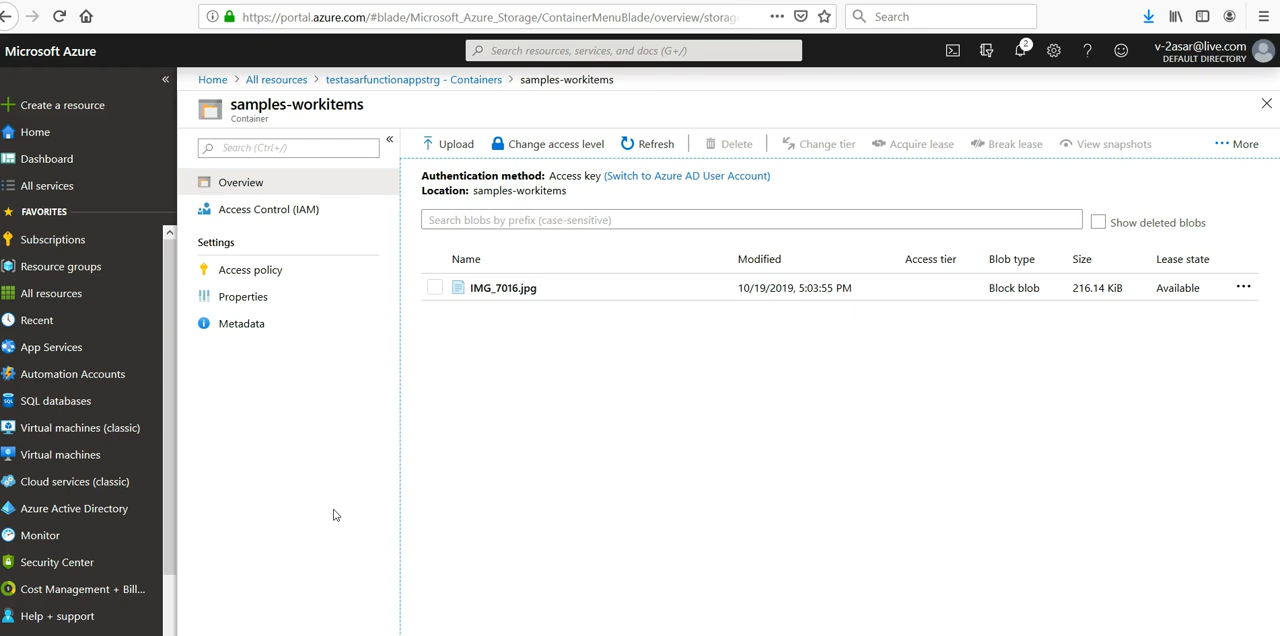 https://portal.azure.com/#blade/Microsoft_Azure_Storage/ContainerMenuBlade/overview/storage
Search
Microsoft Azure
Search resources, services, and docs (G+/)
2
v-2asar@live.com
DEFAULT DIRECTORY
Create a resource
Home
Dashboard
All services
FAVORITES
Subscriptions
Resource groups
All resources
Recent
App Services
Automation Accounts
SQL databases
Virtual machines (classic)
Virtual machines
Cloud services (classic)
Azure Active Directory
Monitor
Security Center
Cost Management + Bill...
Help + support
Home > All resources > testasarfunctionappstrg - Containers > samples-workitems
samples-workitems
Container
Search (Ctrl+/)
Overview
Access Control (IAM)
Settings
Access policy
Properties
Metadata
Upload Change access level Refresh Delete Change tier Acquire lease Break lease View snapshots More
Authentication method: Access key (Switch to Azure AD User Account)
Location: samples-workitems
Search blobs by prefix (case-sensitive)
Show deleted blobs
Name Modified Access tier Blob type Size Lease state
IMG_7016.jpg 10/19/2019, 5:03:55 PM Block blob 216.14 KiB Available